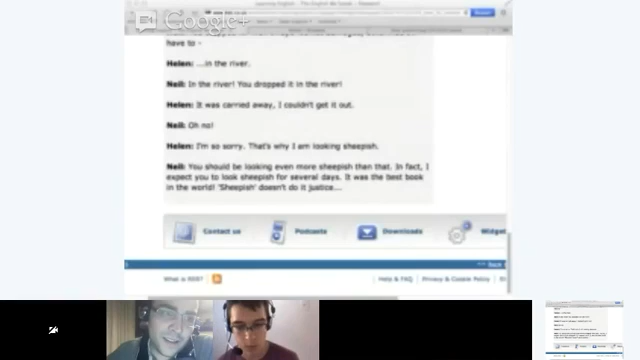 Google+
have to -
Helen: ...in the river.
Neil: In the river! You dropped it in the river!
Helen: It was carried away, I couldn't get it out.
Neil: Oh no!
Helen: I'm so sorry. That's why I am looking sheepish.
Neil: You should be looking even more sheepish than that. In fact, I
expect you to look sheepish for several days. It was the best book
in the world! 'Sheepish' doesn't do it justice...
Contact us Podcasts Downloads Widget
What is RSS? Help & FAQ Privacy & Cookie Policy